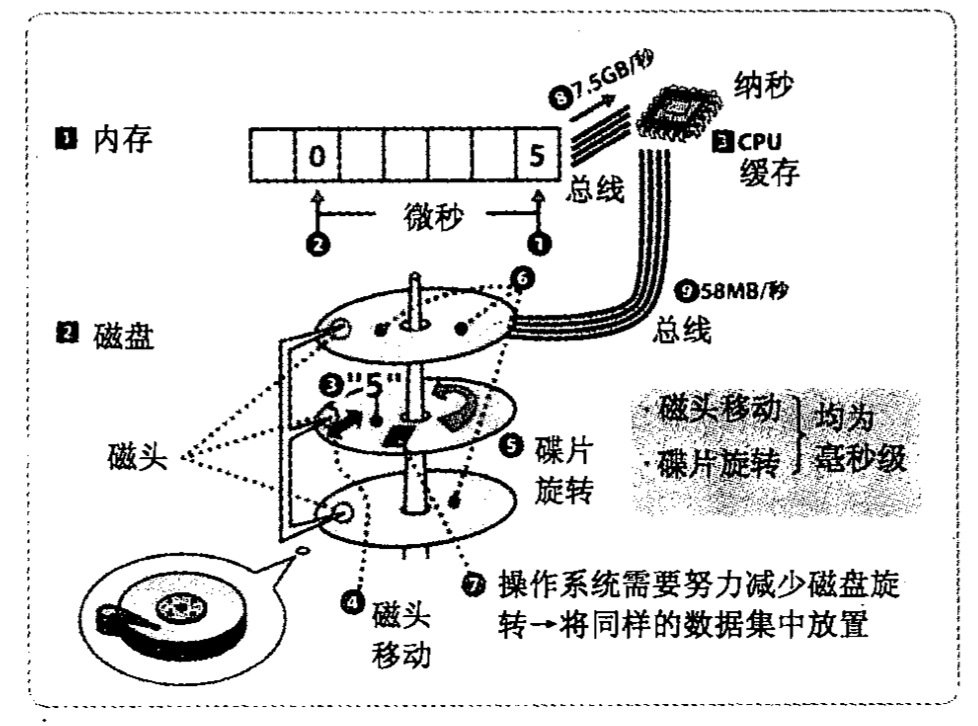 ❽7.5GB/秒
纳秒
1 内存
0 5
3 CPU
缓存
总线
微秒
❷ ❶
❻
❾58MB/秒
总线
2 磁盘
❸"5"
磁头
❺ 碟片
旋转
·磁头移动
·碟片旋转
均为
毫秒级
❹ 磁头
移动
❼ 操作系统需要努力减少磁盘旋
转→将同样的数据集中放置